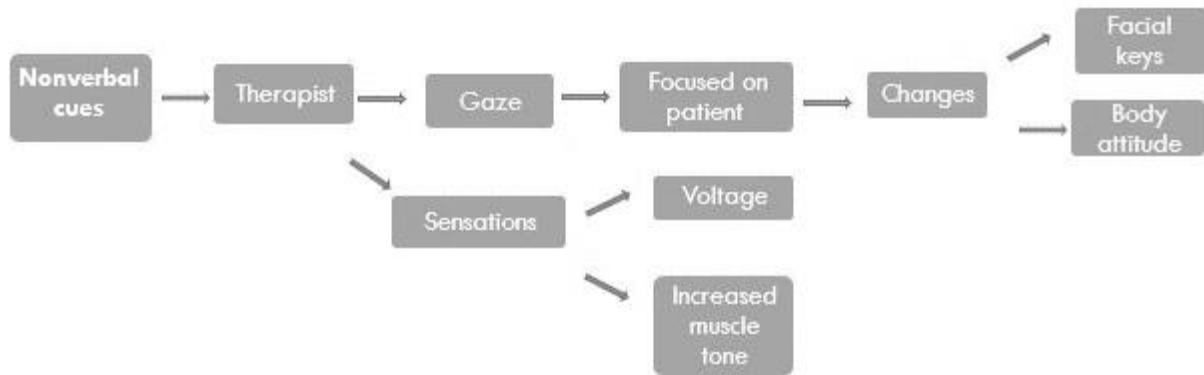 Nonverbal
cues
Therapist
Gaze
Focused on
patient
Changes
Facial
keys
Body
attitude
Sensations
Voltage
Increased
muscle
tone